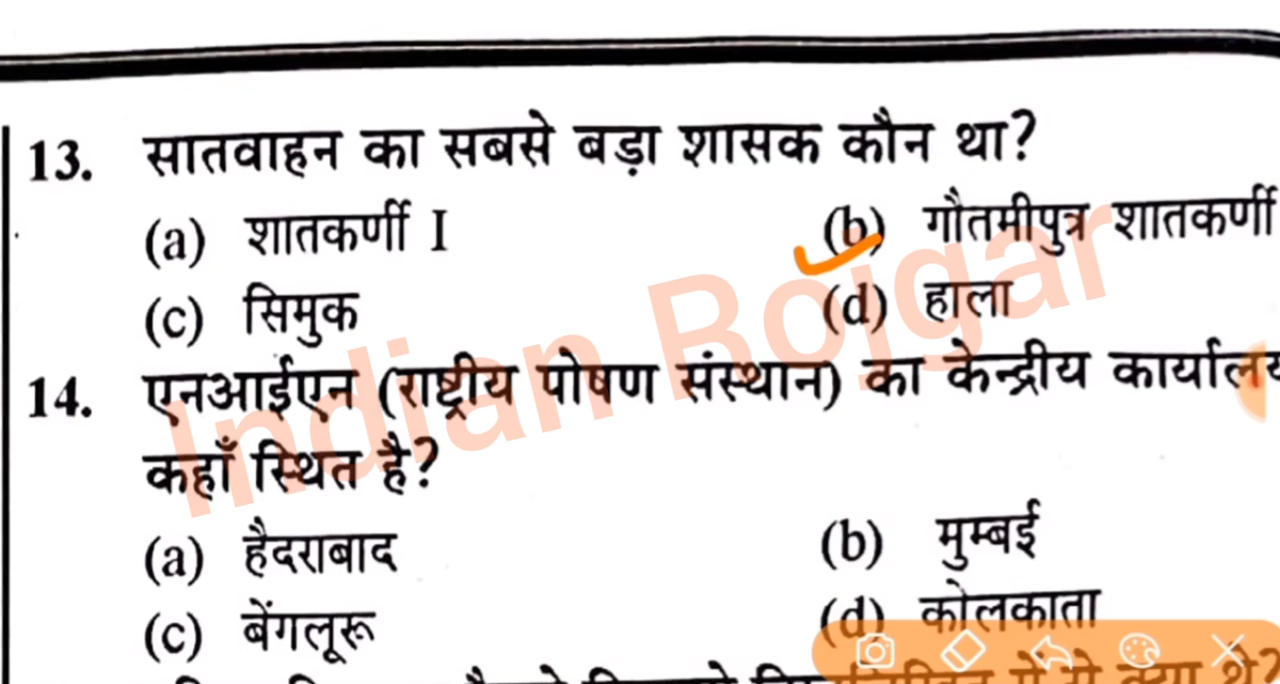 13. सातवाहन का सबसे बड़ा शासक कौन था?
(a) शातकर्णी I (b) गौतमीपुत्र शातकर्णी
(c) सिमुक (d) हाला
14. एनआईएन (राष्ट्रीय पोषण संस्थान) का केन्द्रीय कार्यालय
कहाँ स्थित है?
(a) हैदराबाद (b) मुम्बई
(c) बेंगलूरू (d) कोलकाता
में से क्या थे?
Indian Rojgar